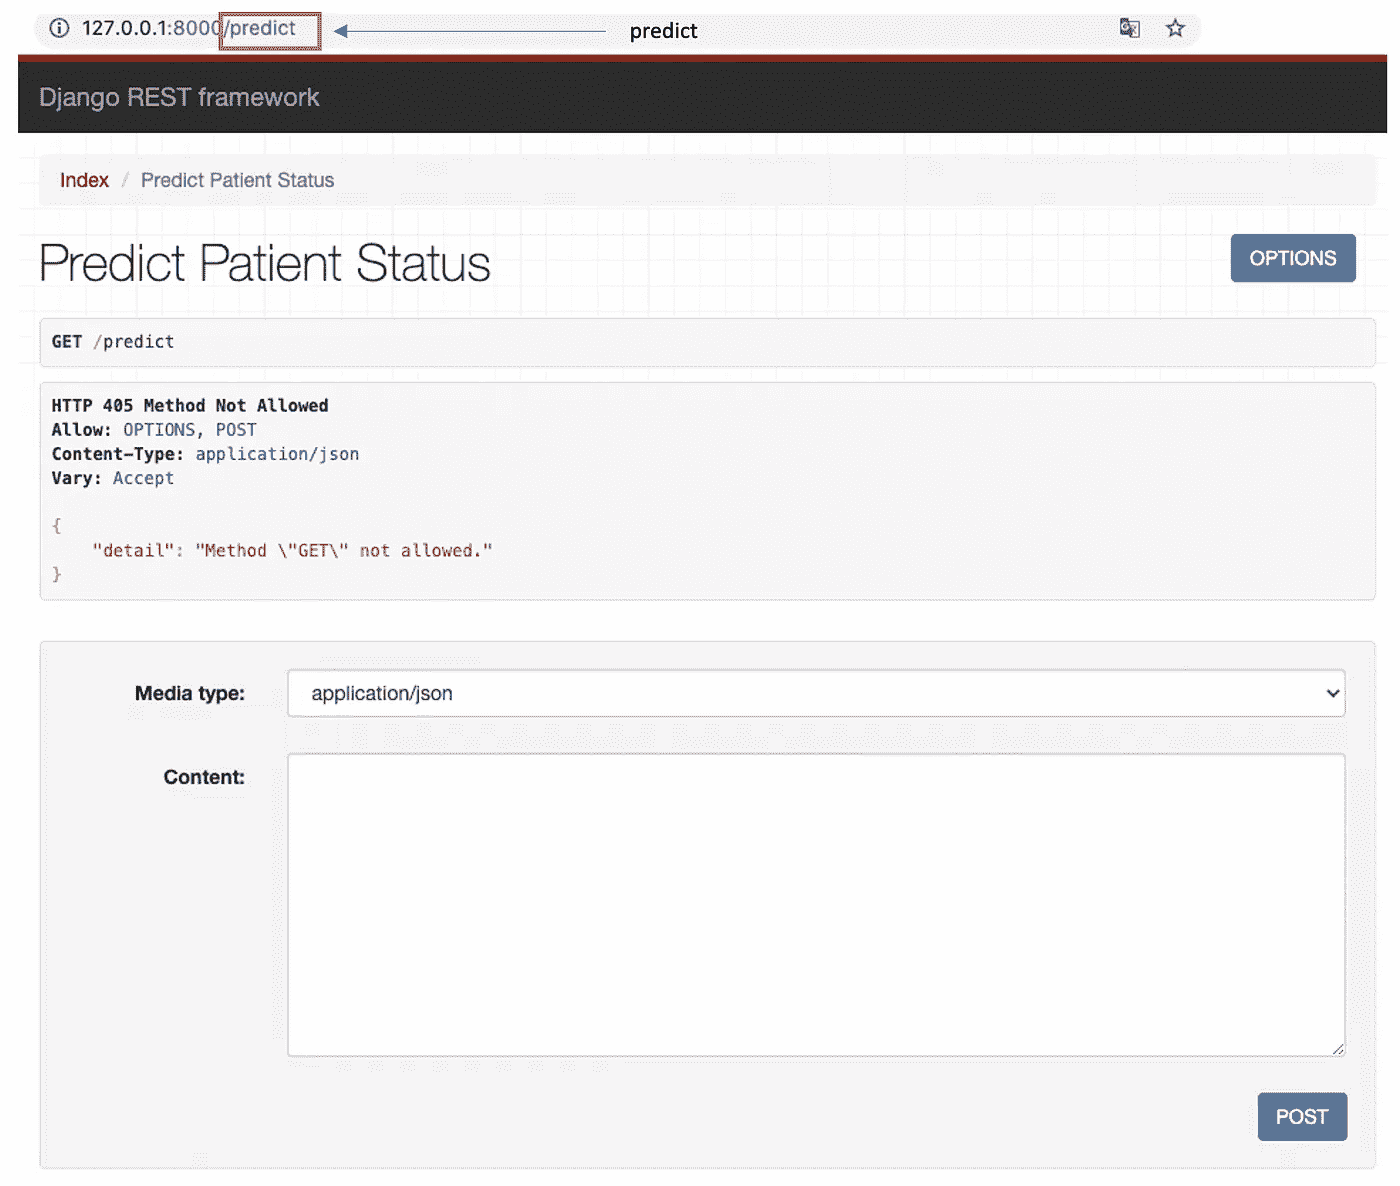 127.0.0.1:8000/predict
predict
Django REST framework
Index / Predict Patient Status
Predict Patient Status
OPTIONS
GET /predict
HTTP 405 Method Not Allowed
Allow: OPTIONS, POST
Content-Type: application/json
Vary: Accept
{
"detail": "Method \"GET\" not allowed."
}
Media type:
application/json
Content:
POST